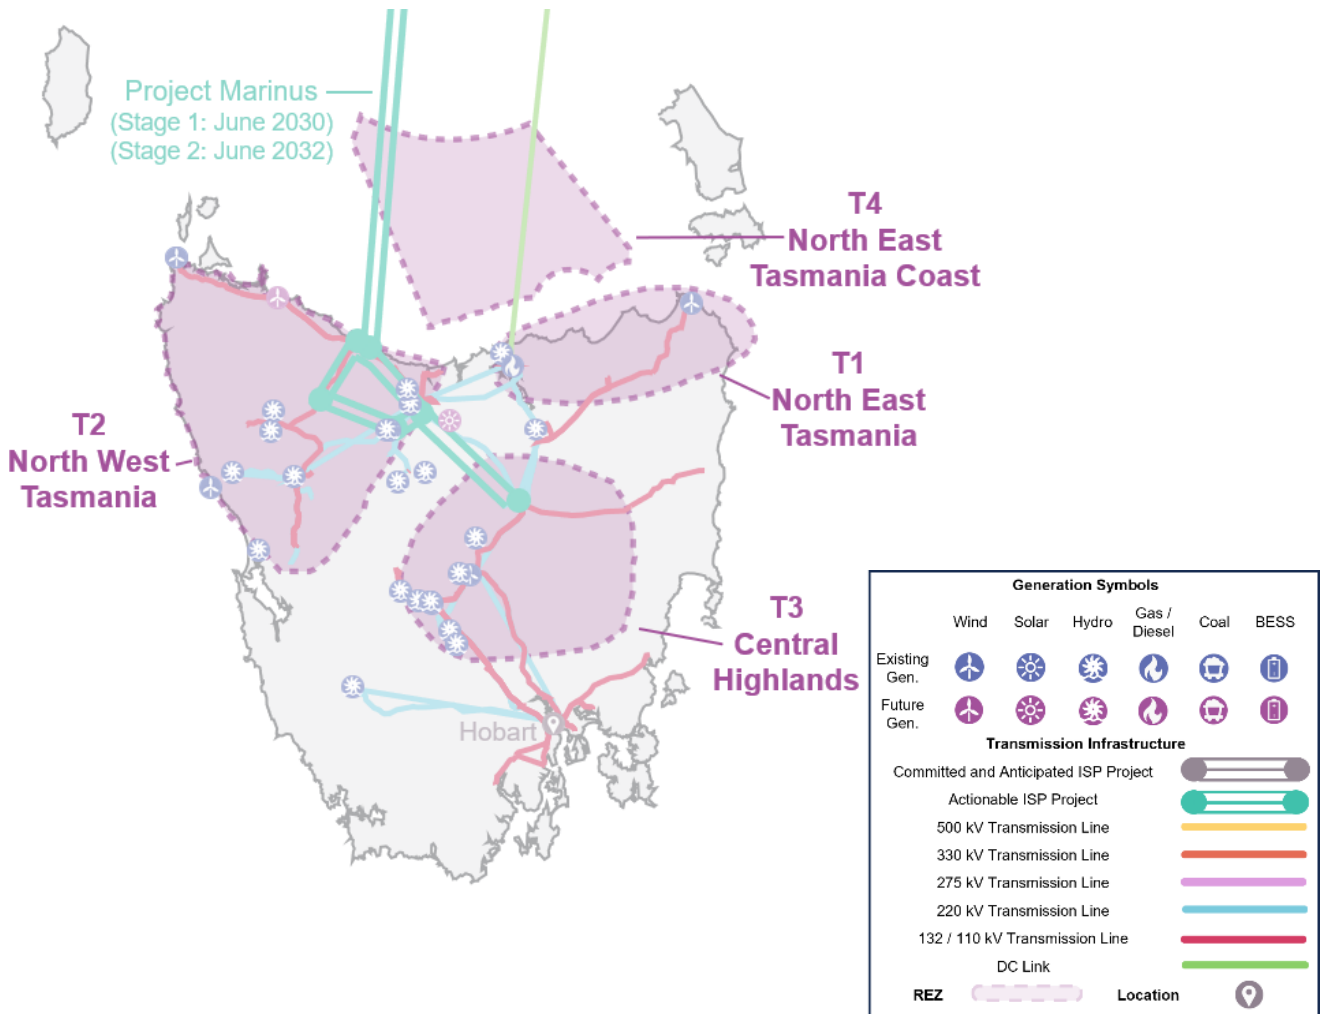 Project Marinus
(Stage 1: June 2030)
(Stage 2: June 2032)
T4
North East
Tasmania Coast
T1
North East
Tasmania
T2
North West
Tasmania
T3
Central
Highlands
Hobart
Generation Symbols
Wind Solar Hydro Gas / Diesel Coal BESS
Existing Gen.
Future Gen.
Transmission Infrastructure
Committed and Anticipated ISP Project
Actionable ISP Project
500 kV Transmission Line
330 kV Transmission Line
275 kV Transmission Line
220 kV Transmission Line
132 / 110 kV Transmission Line
DC Link
REZ Location